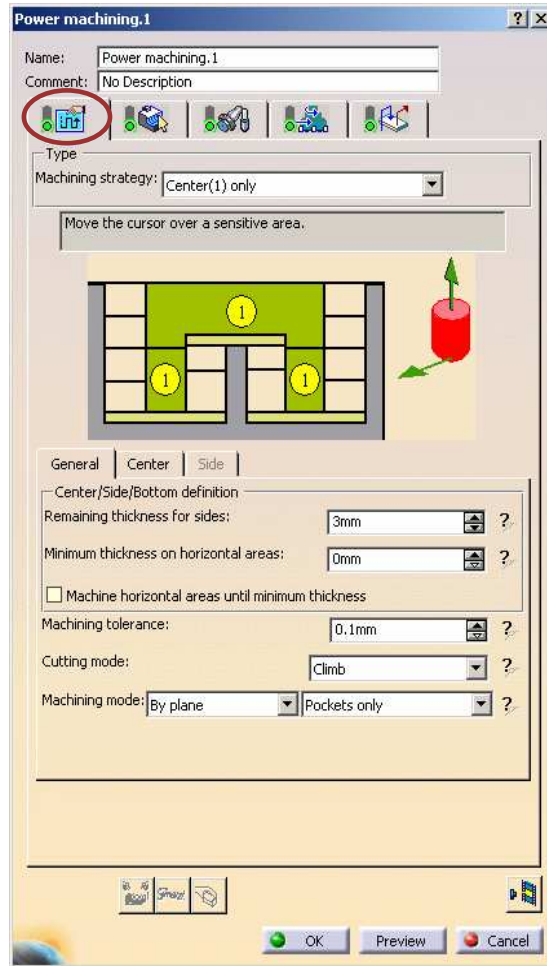 Power machining.1
Name: Power machining.1
Comment: No Description
Type
Machining strategy: Center(1) only
Move the cursor over a sensitive area.
1
1 1
General Center Side
Center/Side/Bottom definition
Remaining thickness for sides: 3mm ?
Minimum thickness on horizontal areas: 0mm ?
Machine horizontal areas until minimum thickness
Machining tolerance: 0.1mm ?
Cutting mode: Climb ?
Machining mode: By plane Pockets only ?
OK Preview Cancel